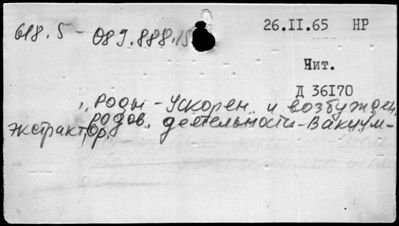 618.5 - 089.888.15
26.II.65 НР
Чит.
Д 36170
„Роды - Ускорен. и возбужден.
родов. деятельности - Вакуум-
экстрактор"